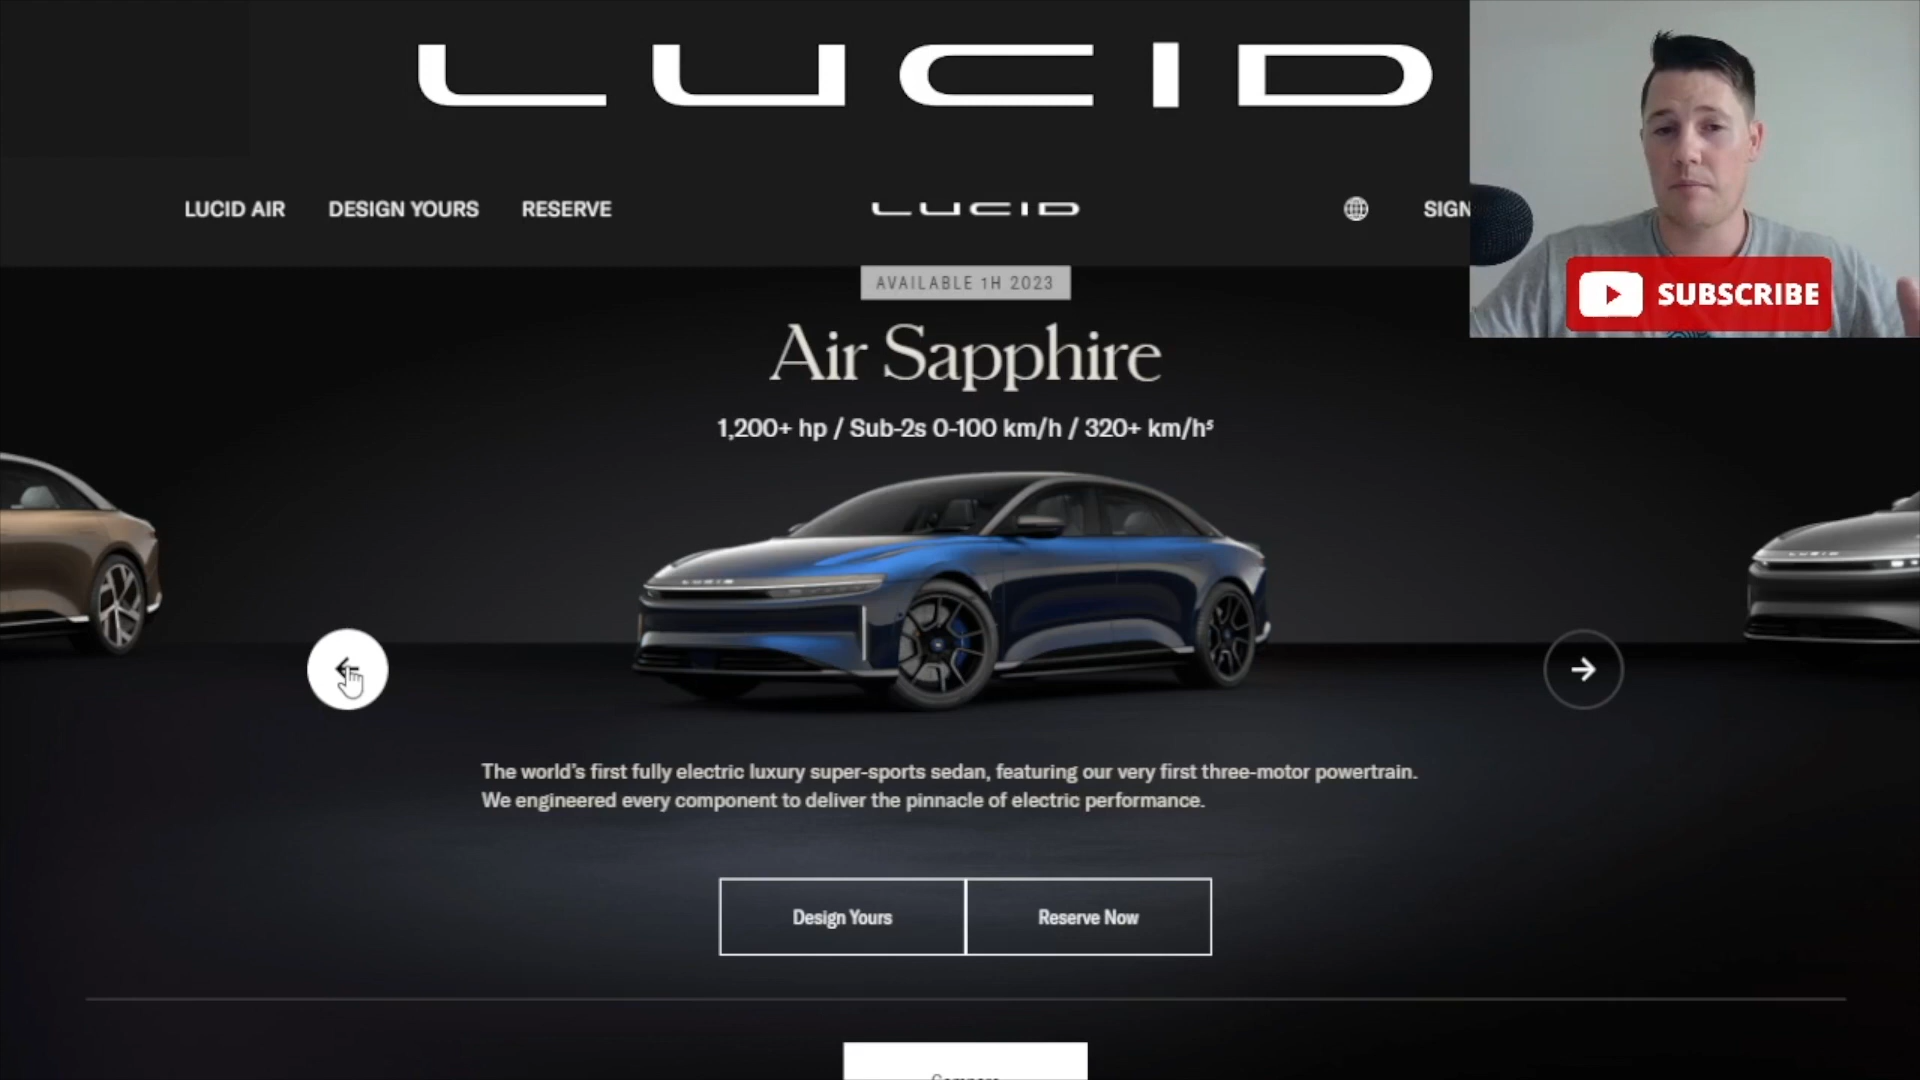 LUCID
LUCID AIR DESIGN YOURS RESERVE LUCID SIGN
SUBSCRIBE
AVAILABLE 1H 2023
Air Sapphire
1,200+ hp / Sub-2s 0-100 km/h / 320+ km/h⁵
LUCID
LUCID
The world's first fully electric luxury super-sports sedan, featuring our very first three-motor powertrain.
We engineered every component to deliver the pinnacle of electric performance.
Design Yours Reserve Now